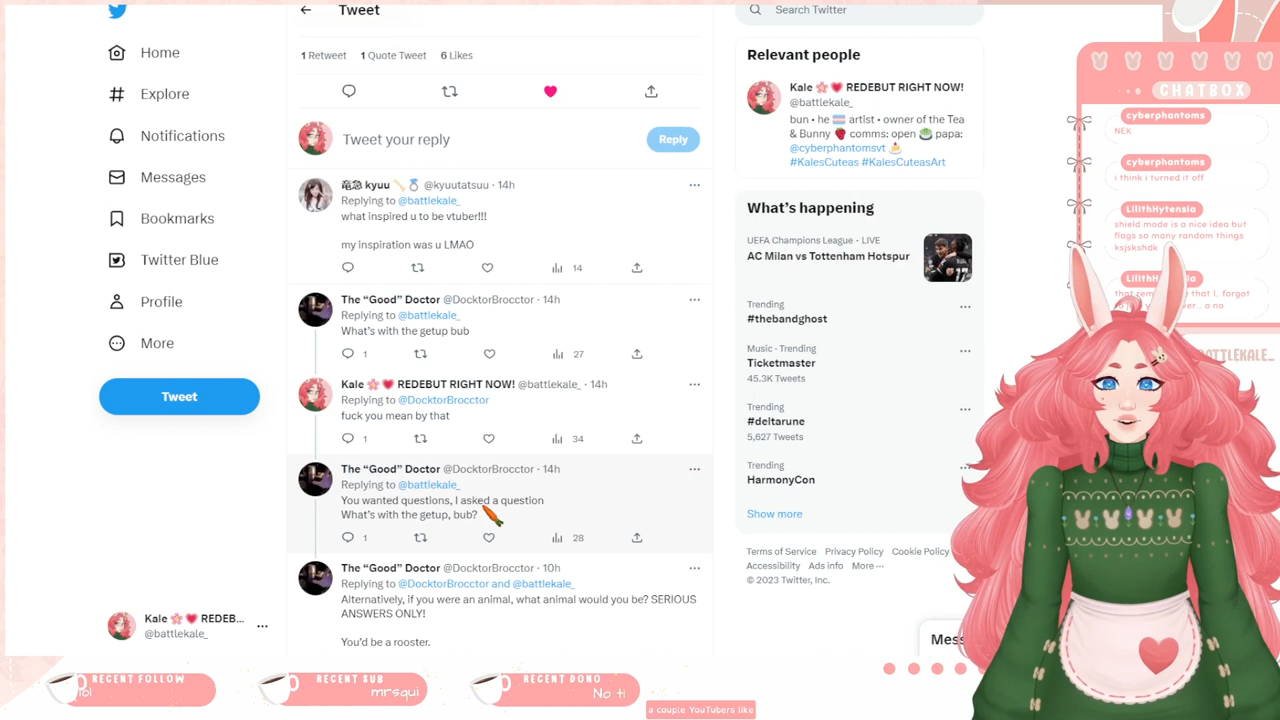 Tweet
Search Twitter
1 Retweet 1 Quote Tweet 6 Likes
Home
Explore
Notifications
Messages
Bookmarks
Twitter Blue
Profile
More
Tweet
Kale 🌸 💗 REDEB...
@battlekale_
Tweet your reply
Reply
竜急 kyuu 🦴 💍 @kyuutatsuu · 14h
Replying to @battlekale_
what inspired u to be vtuber!!!
my inspiration was u LMAO
14
The “Good” Doctor @DocktorBrocctor · 14h
Replying to @battlekale_
What's with the getup bub
1 27
Kale 🌸 💗 REDEBUT RIGHT NOW! @battlekale_ · 14h
Replying to @DocktorBrocctor
fuck you mean by that
1 34
The “Good” Doctor @DocktorBrocctor · 14h
Replying to @battlekale_
You wanted questions, I asked a question
What's with the getup, bub?
1 28
The “Good” Doctor @DocktorBrocctor · 10h
Replying to @DocktorBrocctor and @battlekale_
Alternatively, if you were an animal, what animal would you be? SERIOUS
ANSWERS ONLY!
You'd be a rooster.
Relevant people
Kale 🌸 💗 REDEBUT RIGHT NOW!
@battlekale_
bun • he 🏳️‍⚧️ artist • owner of the Tea
& Bunny 🍓 comms: open 🍵 papa:
@cyberphantomsvt 🍰
#KalesCuteas #KalesCuteasArt
What's happening
UEFA Champions League · LIVE
AC Milan vs Tottenham Hotspur
Trending
#thebandghost
Music · Trending
Ticketmaster
45.3K Tweets
Trending
#deltarune
5,627 Tweets
Trending
HarmonyCon
Show more
Terms of Service Privacy Policy Cookie Policy
Accessibility Ads info More ···
© 2023 Twitter, Inc.
Mess
CHATBOX
cyberphantoms
NEK
cyberphantoms
i think i turned it off
LilithHytensia
shield mode is a nice idea but
flags so many random things
ksjskshdk
that I forgot
o no
BATTLEKALE...
RECENT FOLLOW
RECENT SUB
mrsqui
RECENT DONO
No ti
a couple YouTubers like